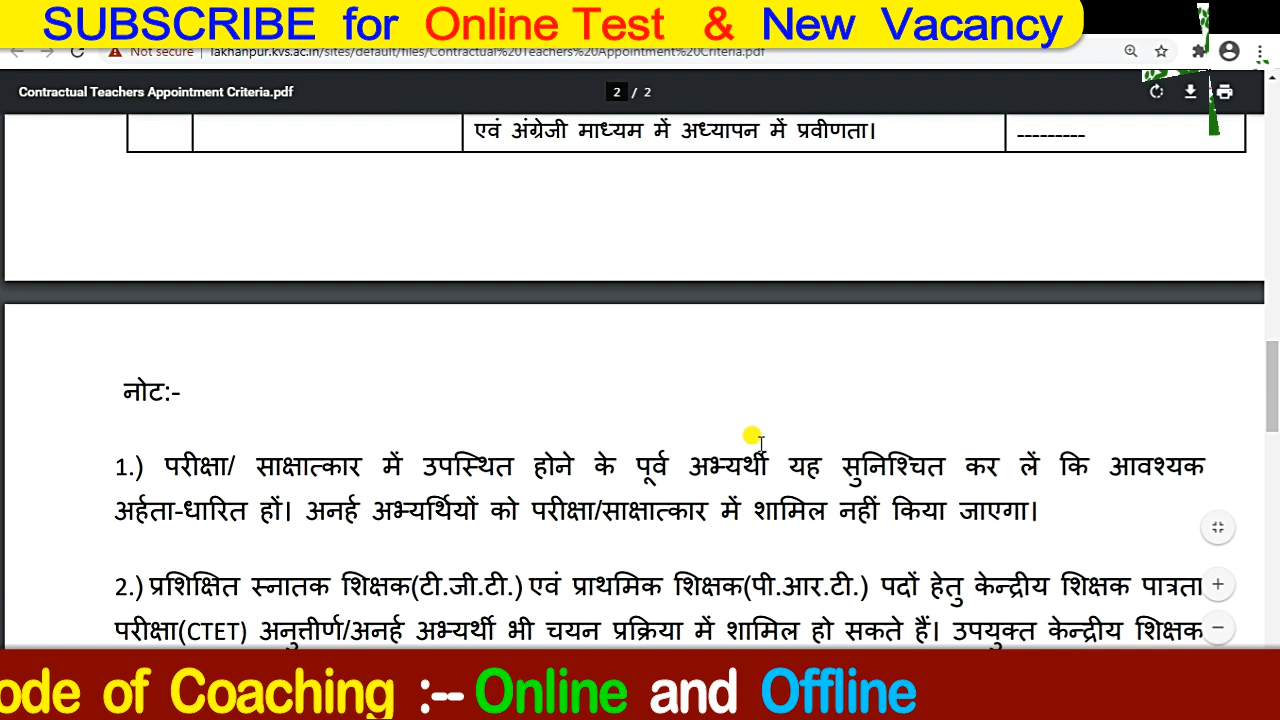 SUBSCRIBE for Online Test & New Vacancy
Not secure | lakhanpur.kvs.ac.in/sites/default/files/Contractual%20Teachers%20Appointment%20Criteria.pdf
Contractual Teachers Appointment Criteria.pdf 2 / 2
एवं अंग्रेजी माध्यम में अध्यापन में प्रवीणता। ---------
नोट:-
1.) परीक्षा/ साक्षात्कार में उपस्थित होने के पूर्व अभ्यर्थी यह सुनिश्चित कर लें कि आवश्यक
अर्हता-धारित हों। अनर्ह अभ्यर्थियों को परीक्षा/साक्षात्कार में शामिल नहीं किया जाएगा।
2.) प्रशिक्षित स्नातक शिक्षक(टी.जी.टी.) एवं प्राथमिक शिक्षक(पी.आर.टी.) पदों हेतु केन्द्रीय शिक्षक पात्रता
परीक्षा(CTET) अनुत्तीर्ण/अनर्ह अभ्यर्थी भी चयन प्रक्रिया में शामिल हो सकते हैं। उपयुक्त केन्द्रीय शिक्षक
ode of Coaching :-- Online and Offline